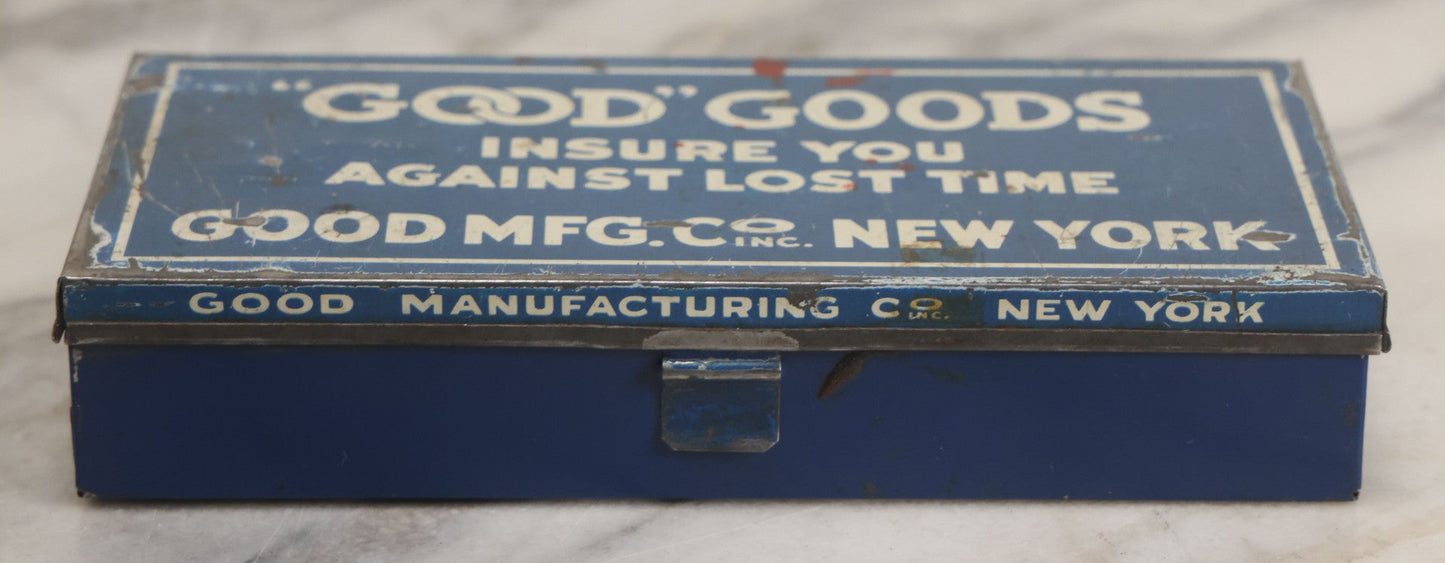 "GOOD" GOODS
INSURE YOU
AGAINST LOST TIME
GOOD MFG. CO INC. NEW YORK
GOOD MANUFACTURING CO INC. NEW YORK